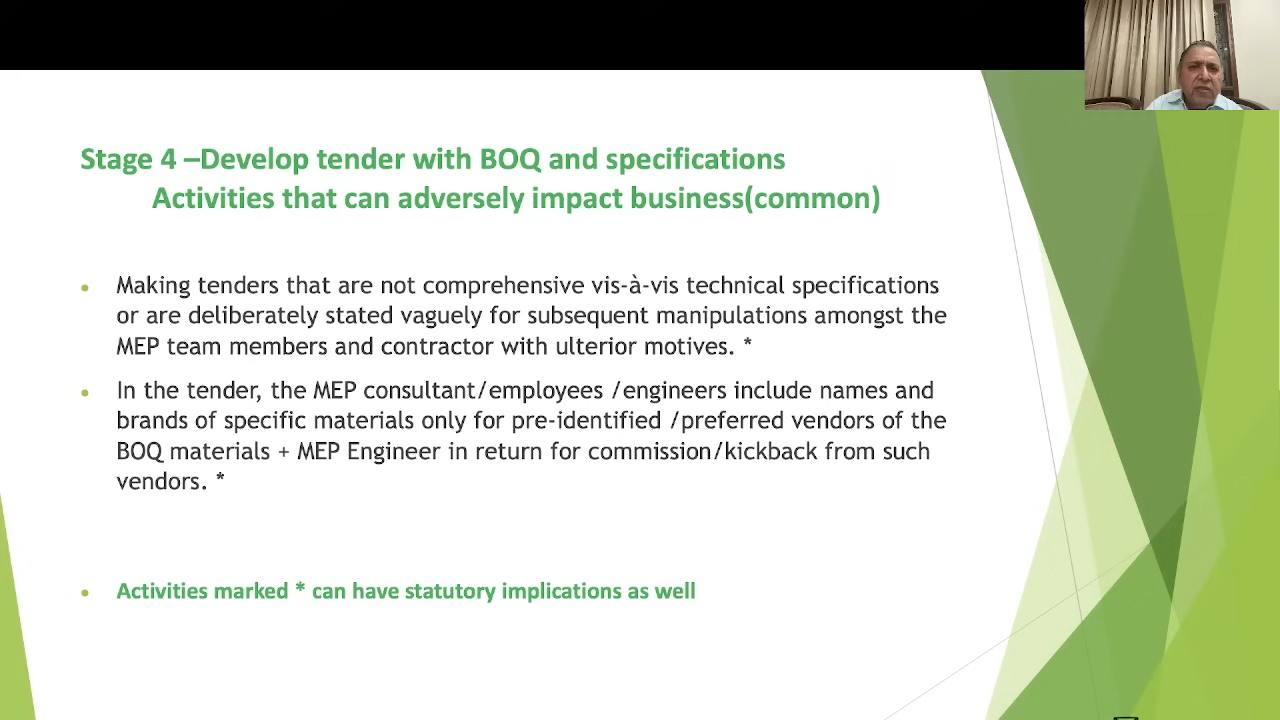 Stage 4 –Develop tender with BOQ and specifications
Activities that can adversely impact business(common)
• Making tenders that are not comprehensive vis-à-vis technical specifications
or are deliberately stated vaguely for subsequent manipulations amongst the
MEP team members and contractor with ulterior motives. *
• In the tender, the MEP consultant/employees /engineers include names and
brands of specific materials only for pre-identified /preferred vendors of the
BOQ materials + MEP Engineer in return for commission/kickback from such
vendors. *
• Activities marked * can have statutory implications as well